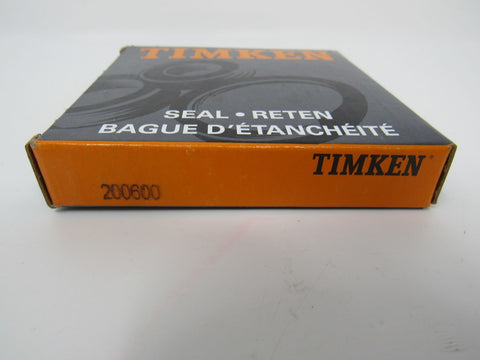 TIMKEN
SEAL • RETEN
BAGUE D'ÉTANCHÉITÉ
TIMKEN®
200600